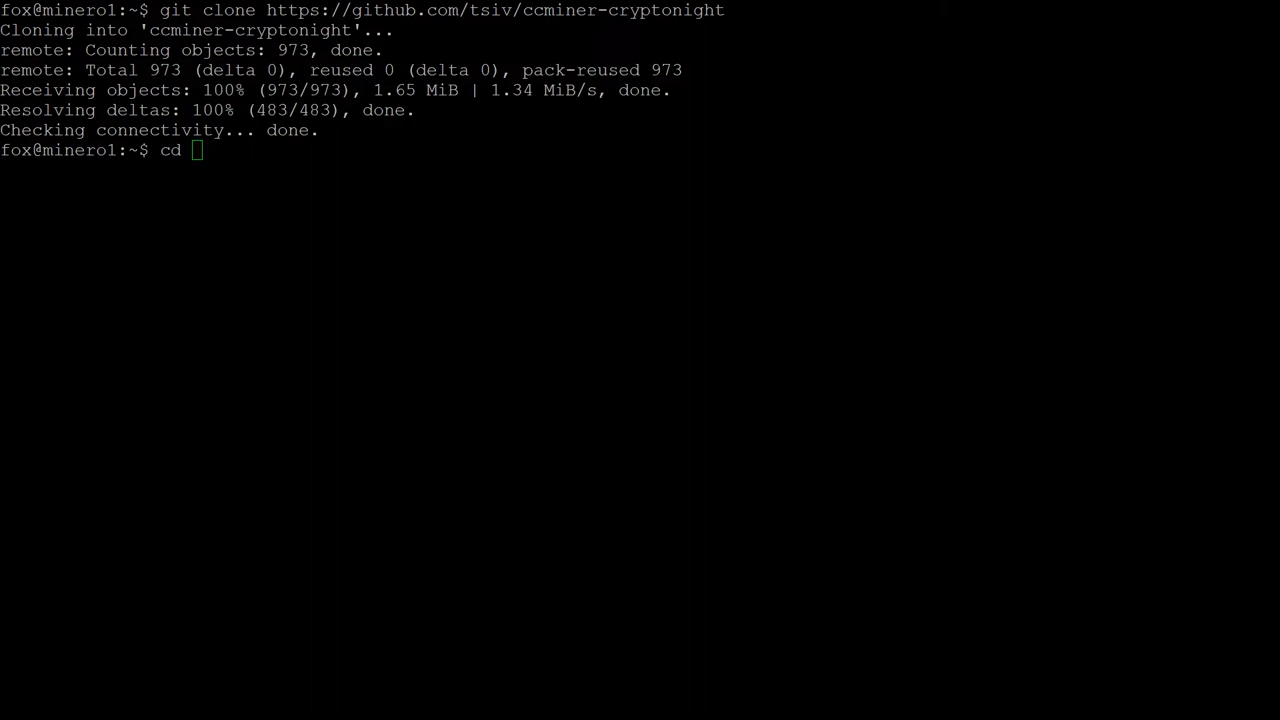 fox@minero1:~$ git clone https://github.com/tsiv/ccminer-cryptonight
Cloning into 'ccminer-cryptonight'...
remote: Counting objects: 973, done.
remote: Total 973 (delta 0), reused 0 (delta 0), pack-reused 973
Receiving objects: 100% (973/973), 1.65 MiB | 1.34 MiB/s, done.
Resolving deltas: 100% (483/483), done.
Checking connectivity... done.
fox@minero1:~$ cd